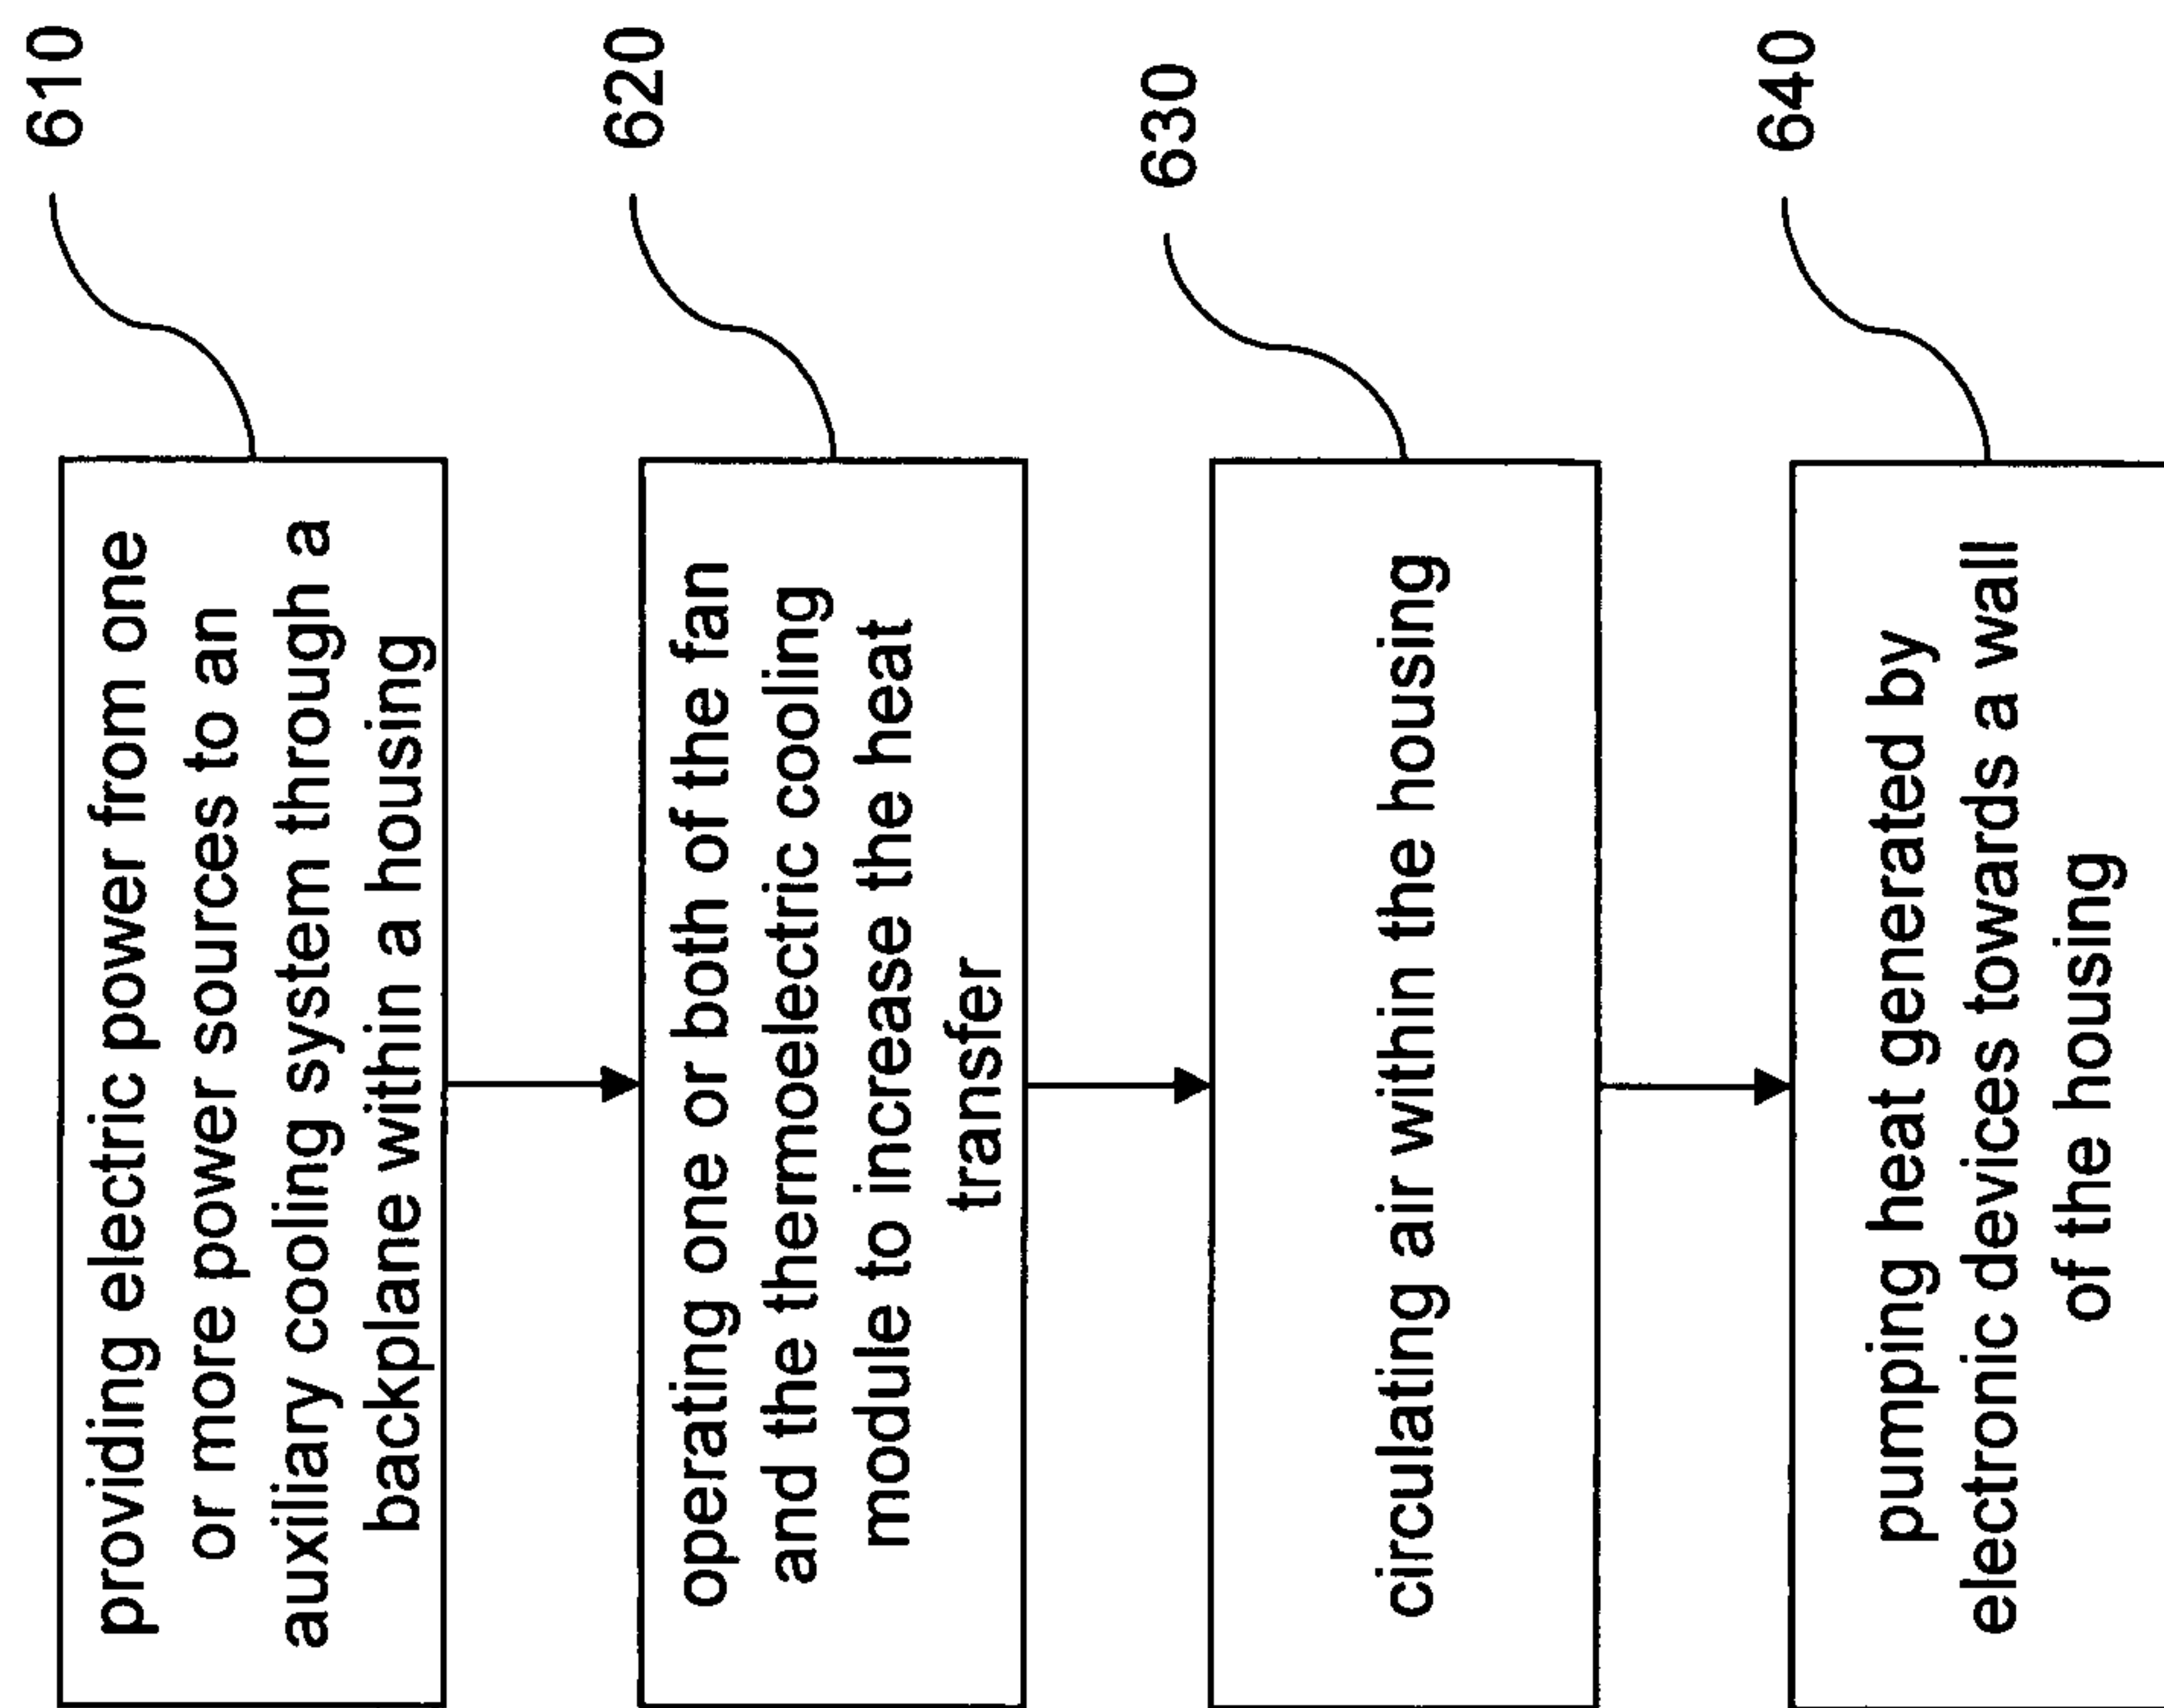 610
providing electric power from one
or more power sources to an
auxiliary cooling system through a
backplane within a housing
620
operating one or both of the fan
and the thermoelectric cooling
module to increase the heat
transfer
630
circulating air within the housing
640
pumping heat generated by
electronic devices towards a wall
of the housing